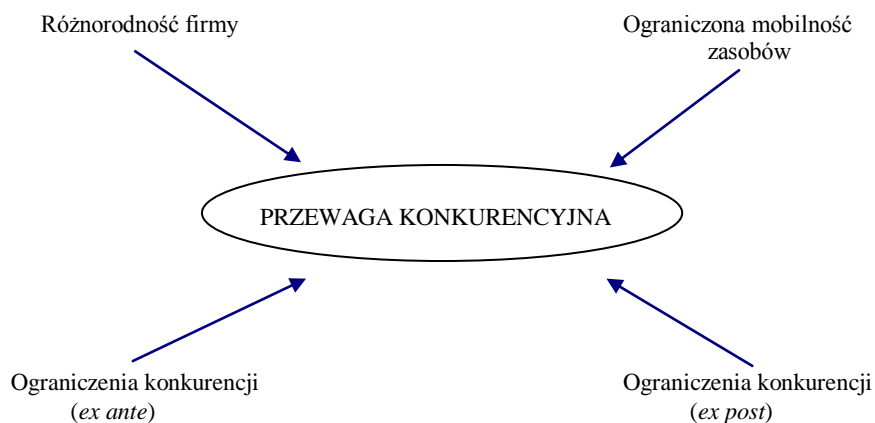 Różnorodność firmy
Ograniczona mobilność
zasobów
PRZEWAGA KONKURENCYJNA
Ograniczenia konkurencji
(ex ante)
Ograniczenia konkurencji
(ex post)